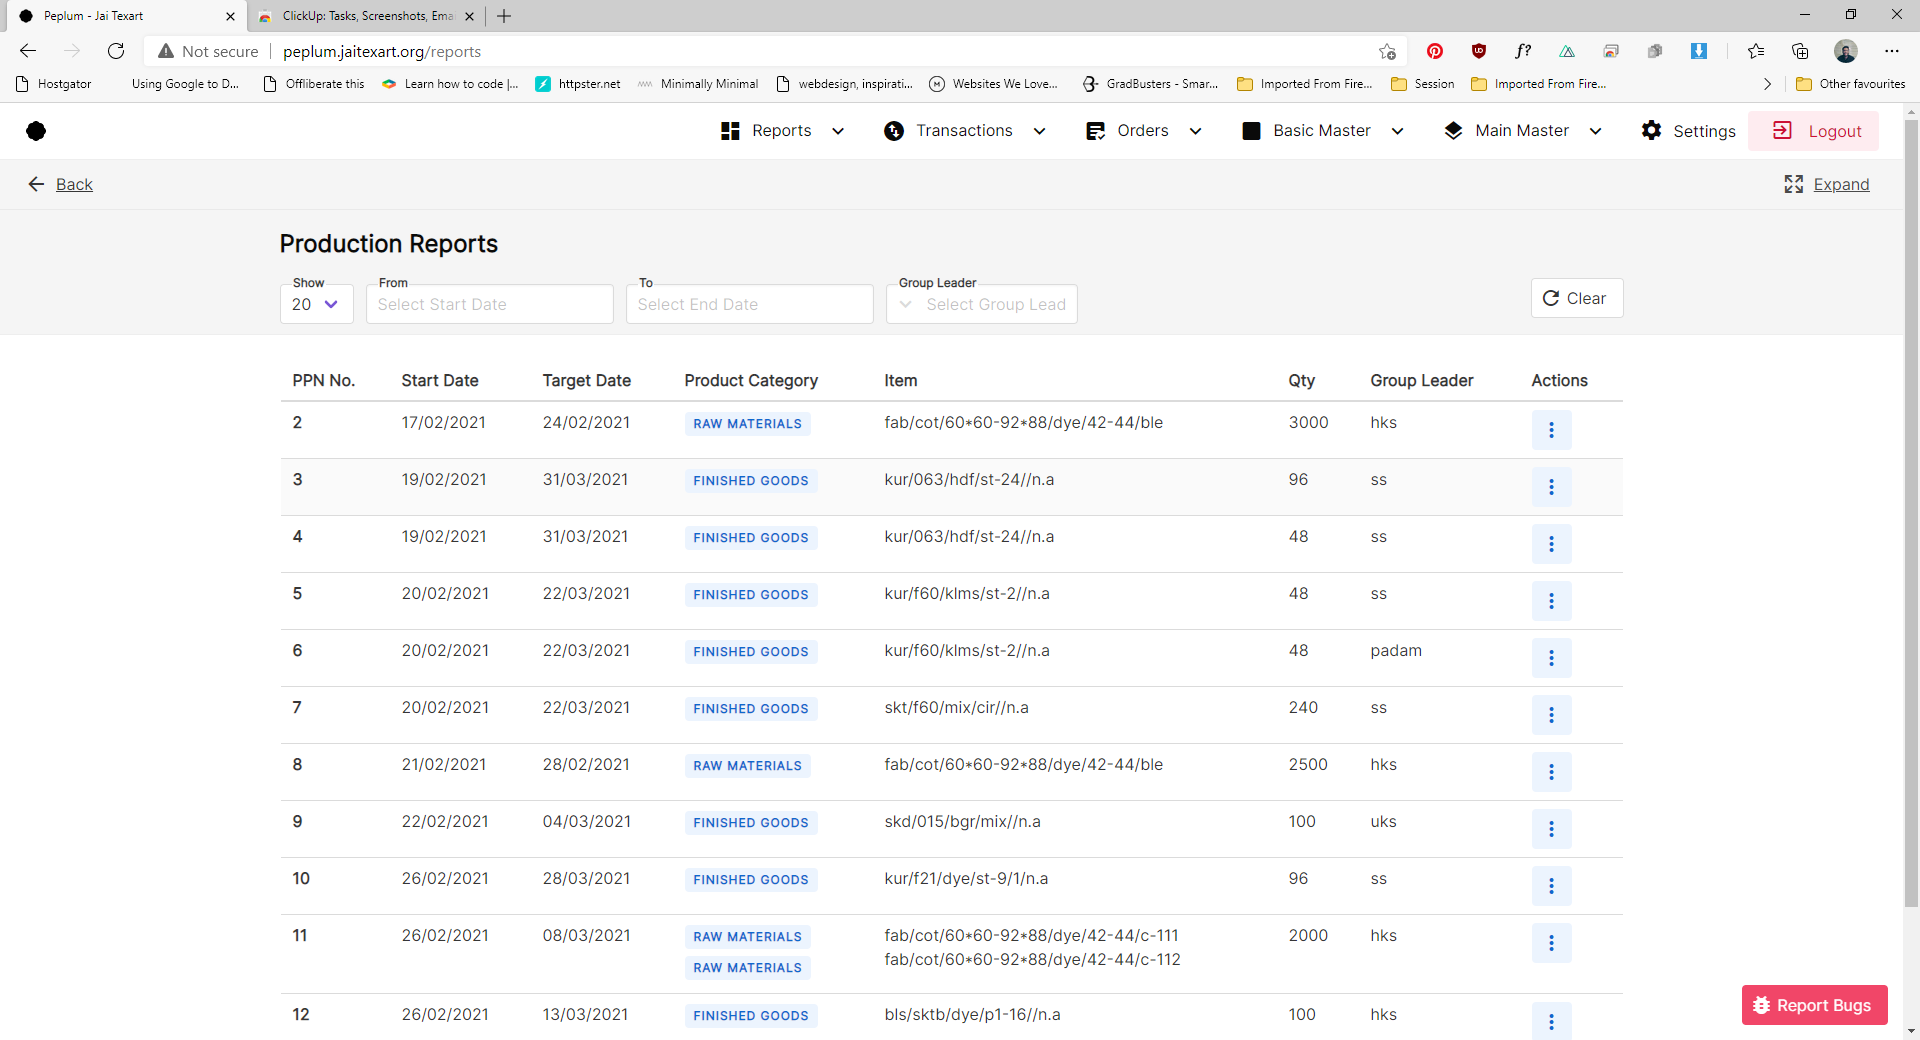 Peplum - Jai Texart
ClickUp: Tasks, Screenshots, Ema
Not secure | peplum.jaitexart.org/reports
Hostgator Using Google to D... Offliberate this Learn how to code |... httpster.net Minimally Minimal webdesign, inspirati... Websites We Love... GradBusters - Smar... Imported From Fire... Session Imported From Fire... Other favourites
Reports Transactions Orders Basic Master Main Master Settings Logout
Back Expand
Production Reports
Show From To Group Leader
20 Select Start Date Select End Date Select Group Lead Clear
PPN No. Start Date Target Date Product Category Item Qty Group Leader Actions
2 17/02/2021 24/02/2021 RAW MATERIALS fab/cot/60*60-92*88/dye/42-44/ble 3000 hks
3 19/02/2021 31/03/2021 FINISHED GOODS kur/063/hdf/st-24//n.a 96 ss
4 19/02/2021 31/03/2021 FINISHED GOODS kur/063/hdf/st-24//n.a 48 ss
5 20/02/2021 22/03/2021 FINISHED GOODS kur/f60/klms/st-2//n.a 48 ss
6 20/02/2021 22/03/2021 FINISHED GOODS kur/f60/klms/st-2//n.a 48 padam
7 20/02/2021 22/03/2021 FINISHED GOODS skt/f60/mix/cir//n.a 240 ss
8 21/02/2021 28/02/2021 RAW MATERIALS fab/cot/60*60-92*88/dye/42-44/ble 2500 hks
9 22/02/2021 04/03/2021 FINISHED GOODS skd/015/bgr/mix//n.a 100 uks
10 26/02/2021 28/03/2021 FINISHED GOODS kur/f21/dye/st-9/1/n.a 96 ss
11 26/02/2021 08/03/2021 RAW MATERIALS fab/cot/60*60-92*88/dye/42-44/c-111 2000 hks
RAW MATERIALS fab/cot/60*60-92*88/dye/42-44/c-112
12 26/02/2021 13/03/2021 FINISHED GOODS bls/sktb/dye/p1-16//n.a 100 hks
Report Bugs